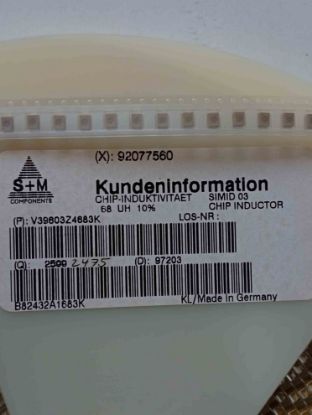 (X): 92077560
S+M
COMPONENTS
Kundeninformation
CHIP-INDUKTIVITAET SIMID 03
68 UH 10% CHIP INDUCTOR
(P): V39803Z4683K LOS-NR :
(Q): 2500 2475 (D): 97203
B82432A1683K KL/Made in Germany